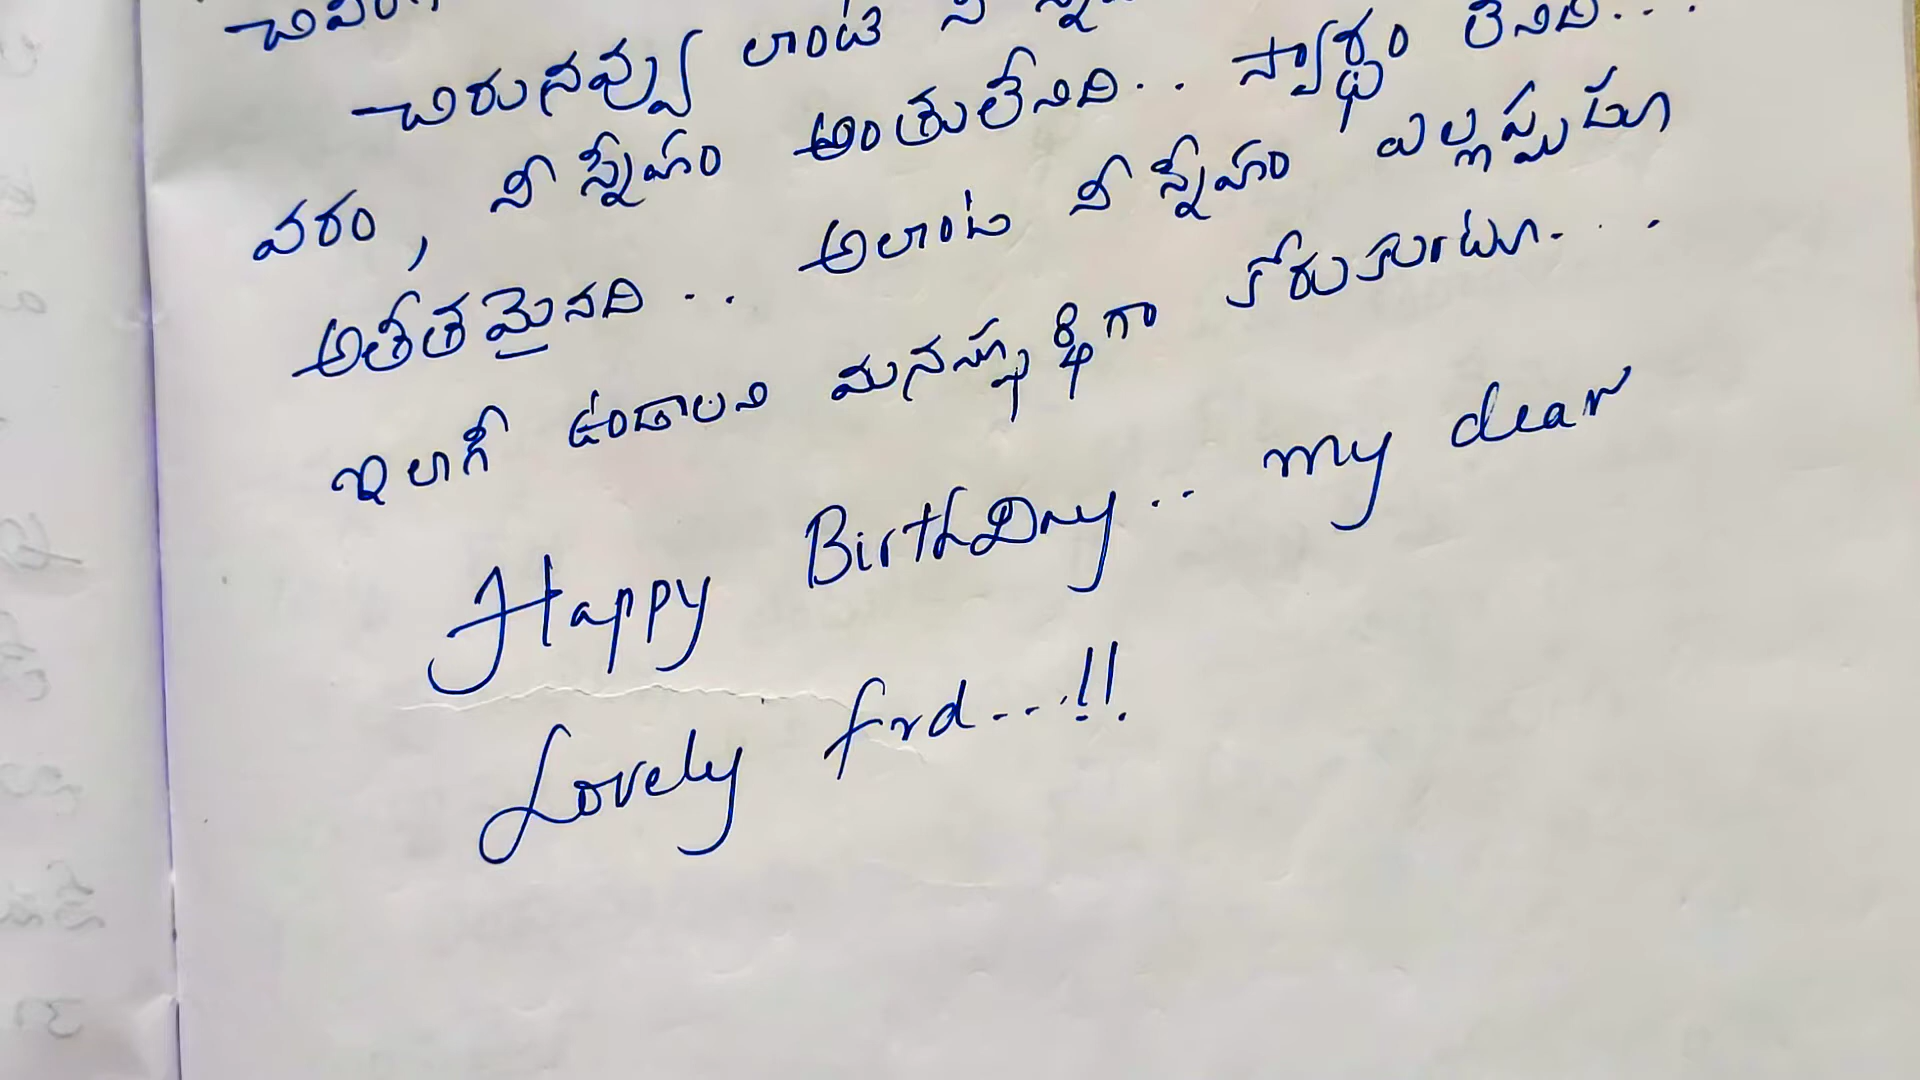 చిరునవ్వు లాంటి నీ
వరం, నీ స్నేహం అంతులేనిది.. స్వార్థం లేనిది...
అతీతమైనది.. అలాంటి నీ స్నేహం ఎల్లప్పుడూ
ఇలాగే ఉండాలని మనస్ఫూర్తిగా కోరుకుంటూ...
Happy BirthDay.. my dear
Lovely frd...!!